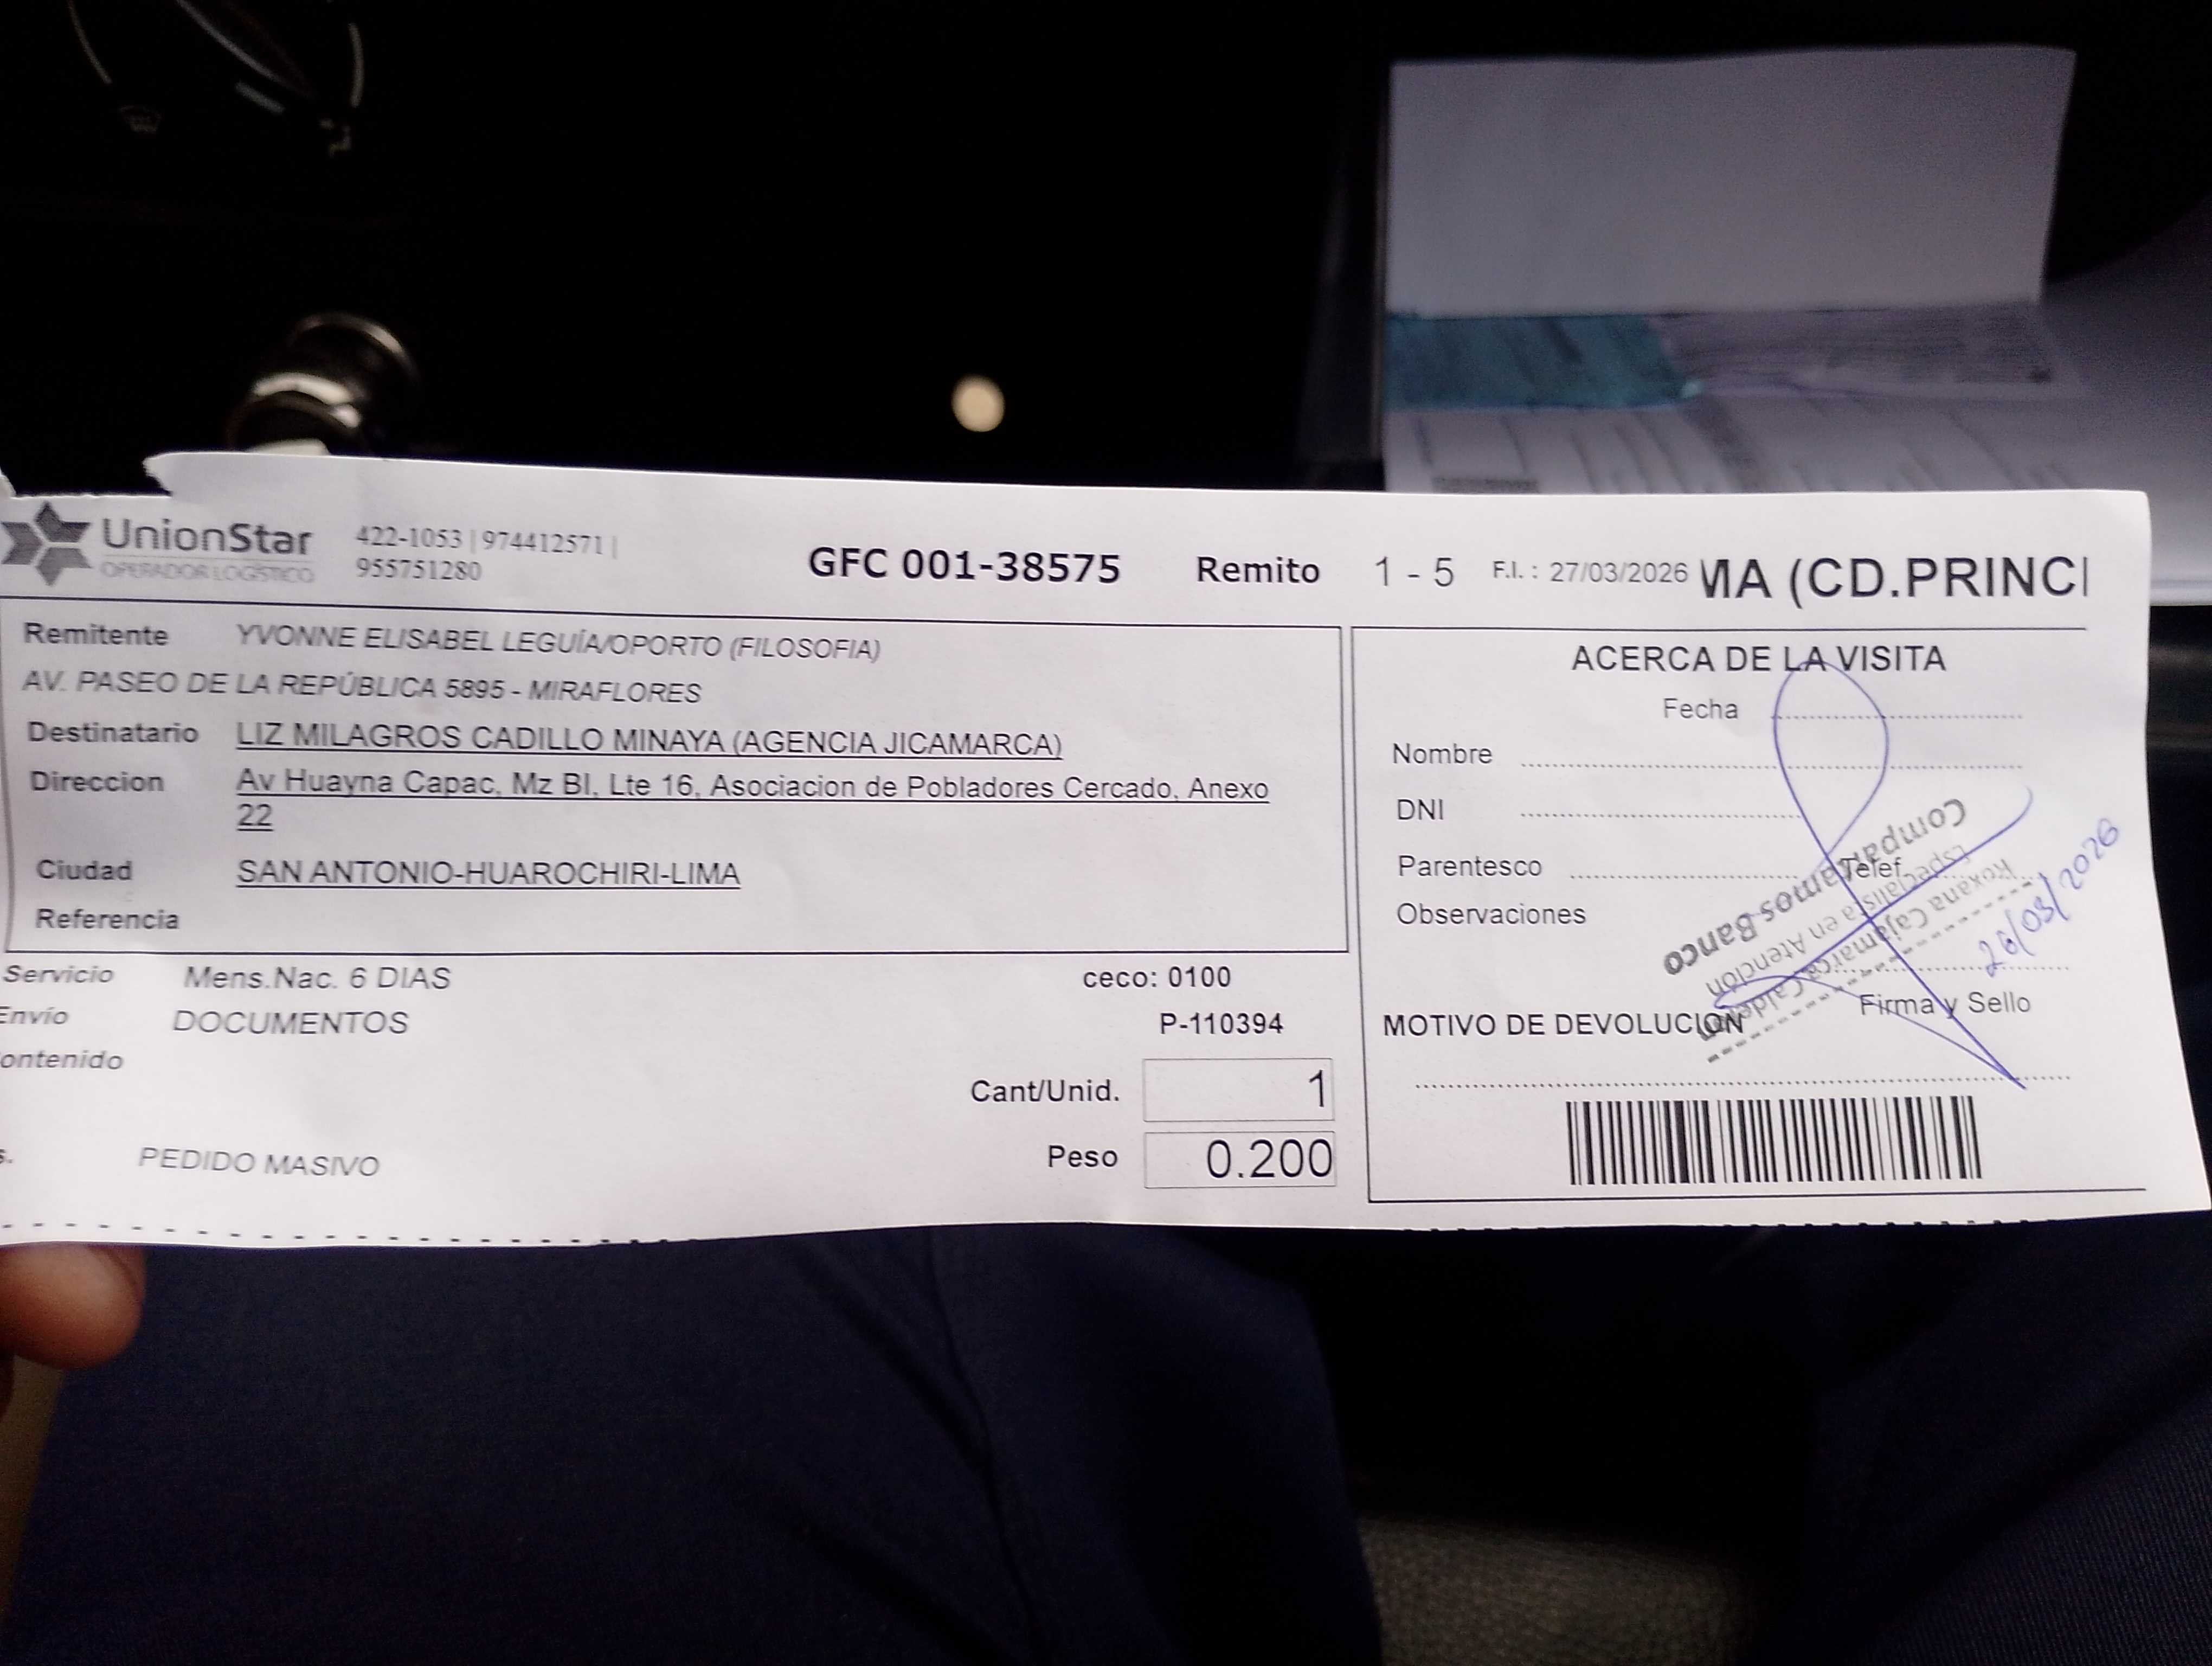 UnionStar
OPERADOR LOGÍSTICO
422-1053 | 974412571 |
955751280
GFC 001-38575 Remito 1 - 5 F.I. : 27/03/2026 MA (CD.PRINCI
Remitente YVONNE ELISABEL LEGUÍA/OPORTO (FILOSOFIA)
AV. PASEO DE LA REPÚBLICA 5895 - MIRAFLORES
Destinatario LIZ MILAGROS CADILLO MINAYA (AGENCIA JICAMARCA)
Direccion Av Huayna Capac, Mz BI, Lte 16, Asociacion de Pobladores Cercado, Anexo
22
Ciudad SAN ANTONIO-HUAROCHIRI-LIMA
Referencia
Servicio Mens.Nac. 6 DIAS ceco: 0100
Envío DOCUMENTOS P-110394
ontenido
Cant/Unid. 1
Peso 0.200
s. PEDIDO MASIVO
ACERCA DE LA VISITA
Fecha
Nombre
DNI
Parentesco Telef.
Observaciones
Roxana Cajamarca
Especialista en Atención
Compartamos Banco
Firma y Sello
MOTIVO DE DEVOLUCION